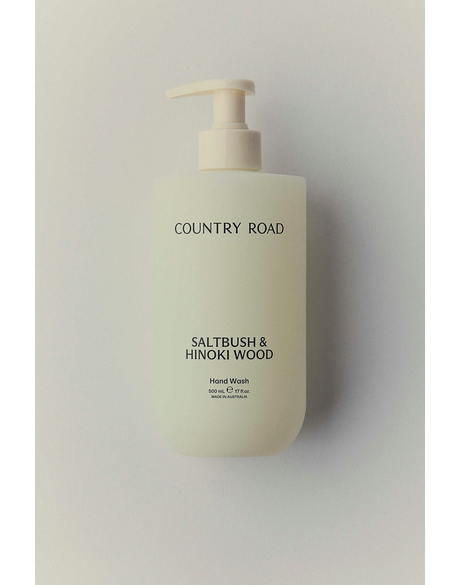 COUNTRY ROAD
SALTBUSH &
HINOKI WOOD
Hand Wash
500 mL ℮ 17 fl oz.
MADE IN AUSTRALIA